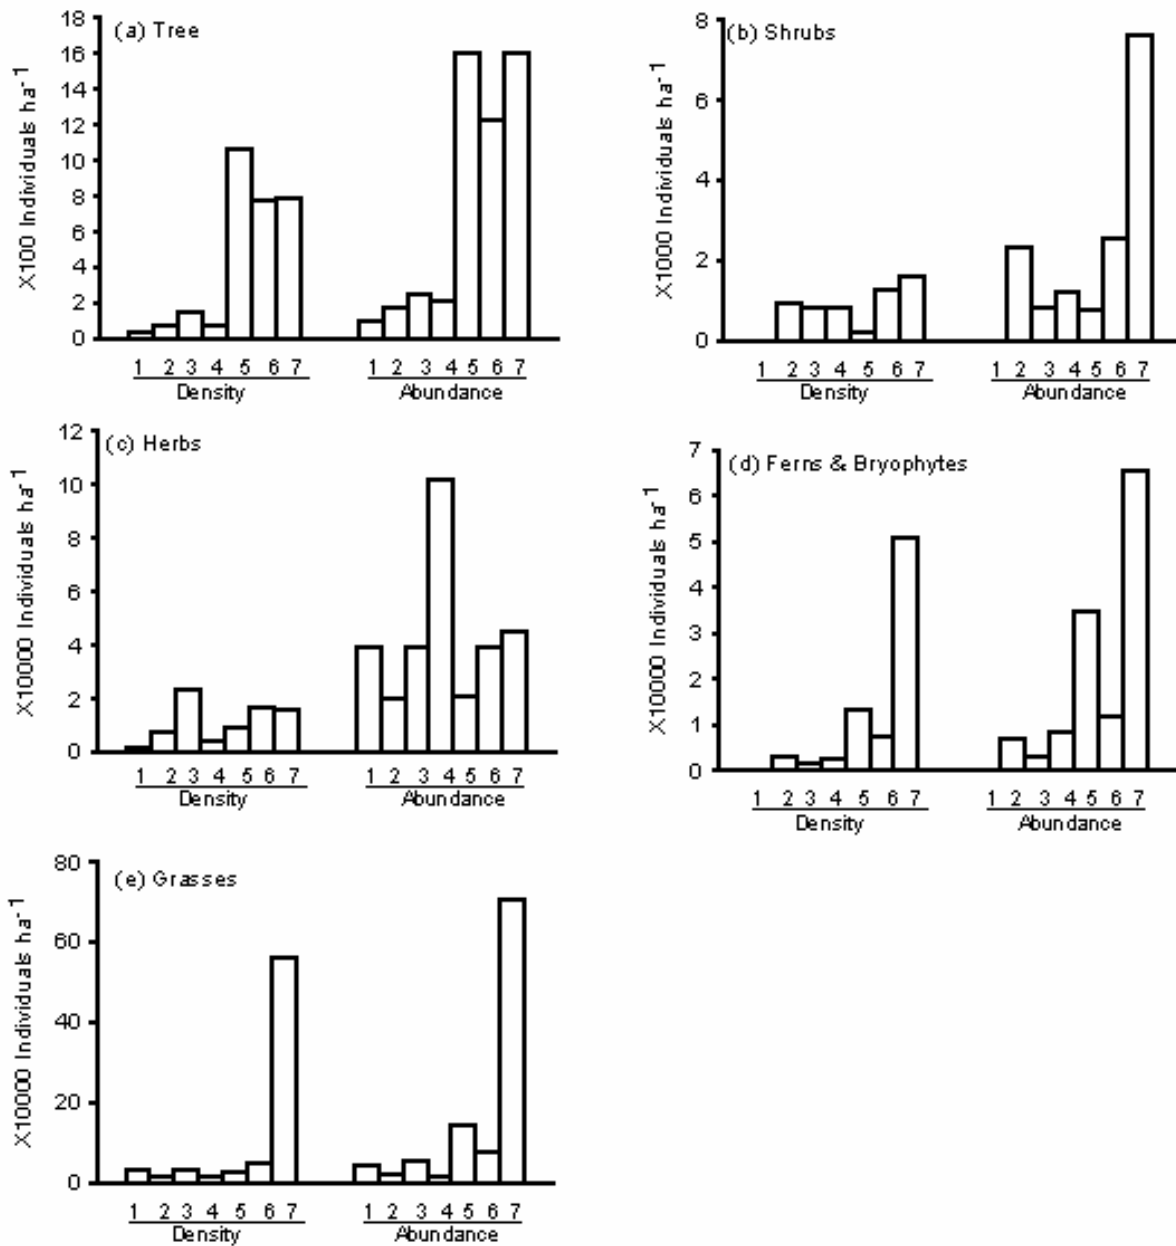 (a) Tree
X100 Individuals ha-1
18
16
14
12
10
8
6
4
2
0
1 2 3 4 5 6 7
Density
1 2 3 4 5 6 7
Abundance
(b) Shrubs
X1000 Individuals ha-1
8
6
4
2
0
1 2 3 4 5 6 7
Density
1 2 3 4 5 6 7
Abundance
(c) Herbs
X10000 Individuals ha-1
12
10
8
6
4
2
0
1 2 3 4 5 6 7
Density
1 2 3 4 5 6 7
Abundance
(d) Ferns & Bryophytes
X10000 Individuals ha-1
7
6
5
4
3
2
1
0
1 2 3 4 5 6 7
Density
1 2 3 4 5 6 7
Abundance
(e) Grasses
X10000 Individuals ha-1
80
60
40
20
0
1 2 3 4 5 6 7
Density
1 2 3 4 5 6 7
Abundance